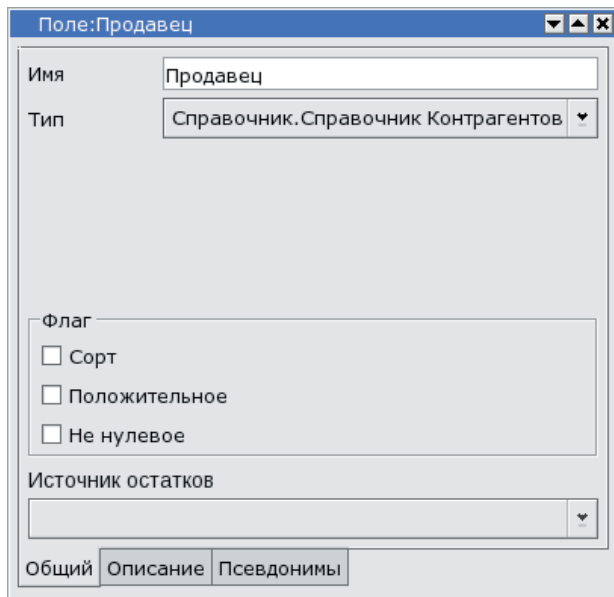 Поле:Продавец
Имя Продавец
Тип Справочник.Справочник Контрагентов
Флаг
Сорт
Положительное
Не нулевое
Источник остатков
Общий Описание Псевдонимы